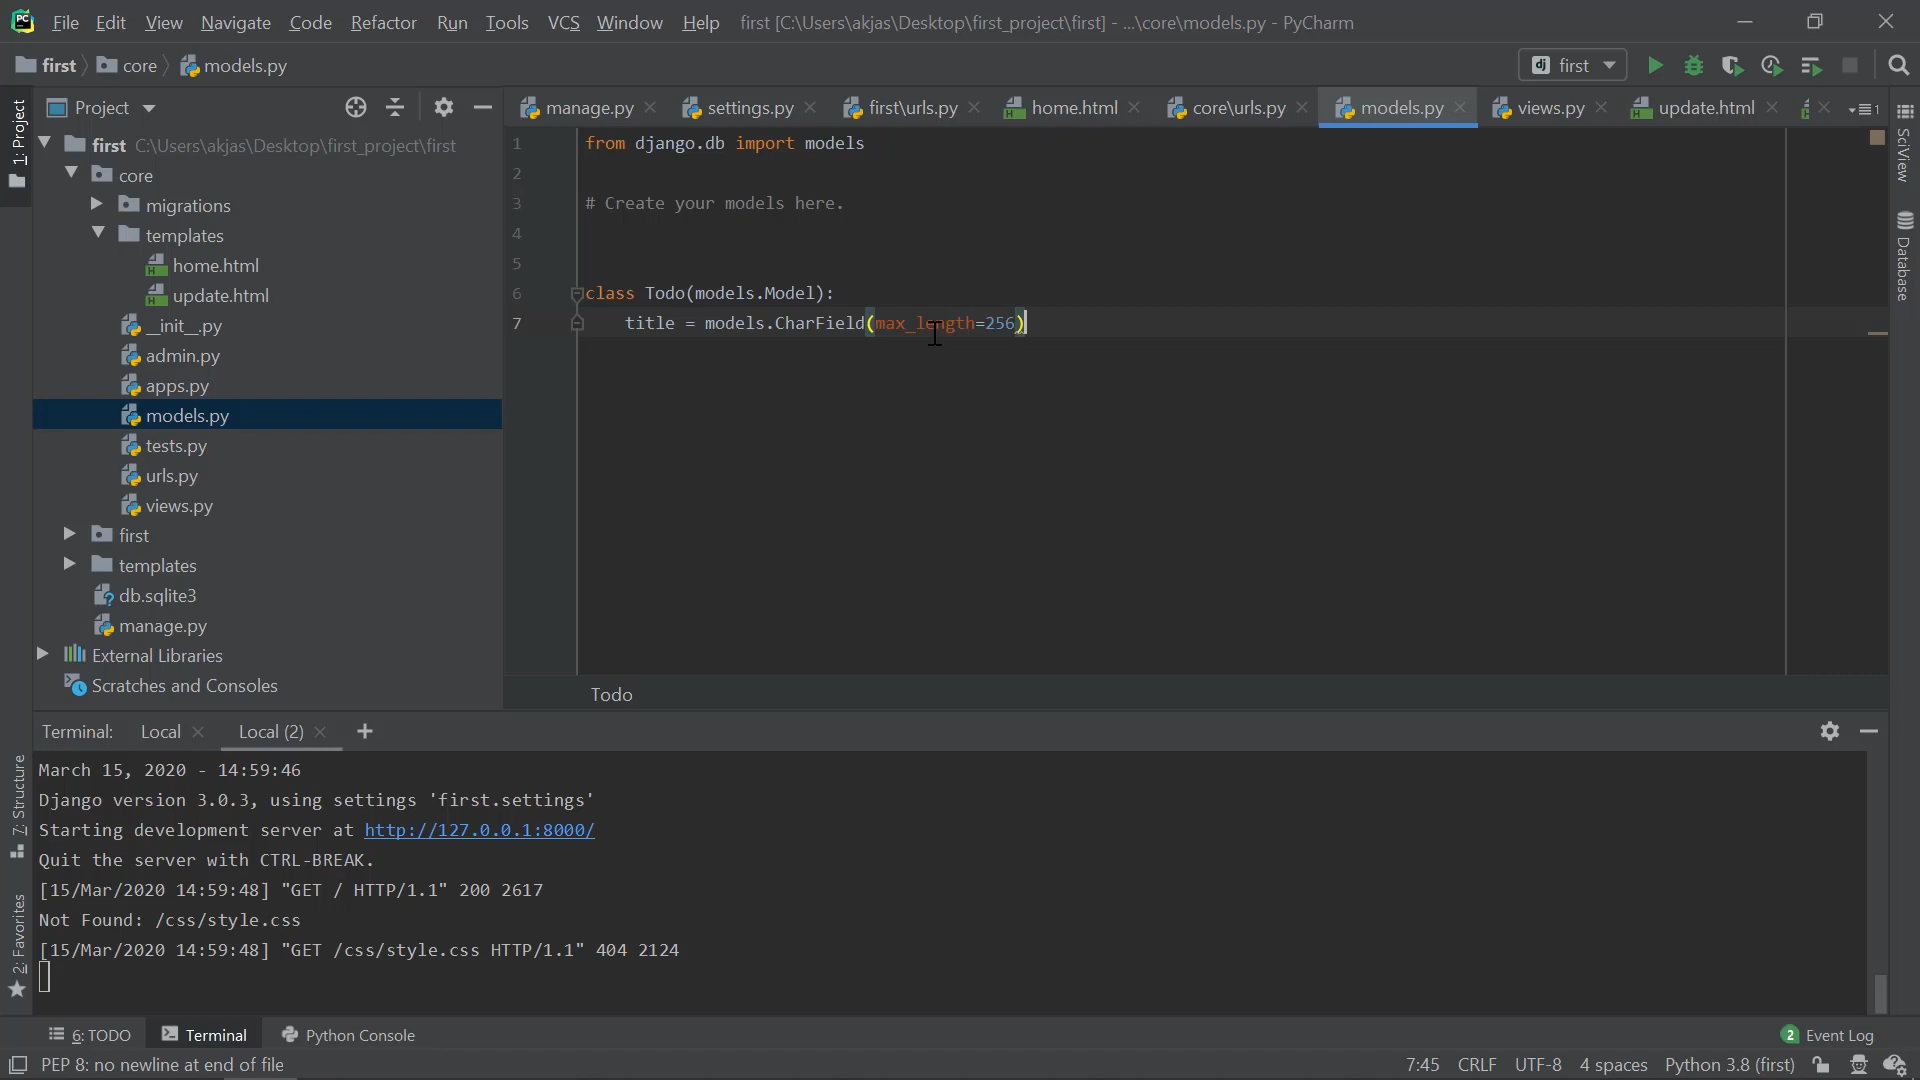 File Edit View Navigate Code Refactor Run Tools VCS Window Help first [C:\Users\akjas\Desktop\first_project\first] - ...\core\models.py - PyCharm
first core models.py
first
1: Project
Project
manage.py settings.py first\urls.py home.html core\urls.py models.py views.py update.html
1
first C:\Users\akjas\Desktop\first_project\first
core
migrations
templates
home.html
update.html
__init__.py
admin.py
apps.py
models.py
tests.py
urls.py
views.py
first
templates
db.sqlite3
manage.py
External Libraries
Scratches and Consoles
1 from django.db import models
2
3 # Create your models here.
4
5
6 class Todo(models.Model):
7 title = models.CharField(max_length=256)
Todo
SciView
Database
Terminal: Local Local (2) +
March 15, 2020 - 14:59:46
Django version 3.0.3, using settings 'first.settings'
Starting development server at http://127.0.0.1:8000/
Quit the server with CTRL-BREAK.
[15/Mar/2020 14:59:48] "GET / HTTP/1.1" 200 2617
Not Found: /css/style.css
[15/Mar/2020 14:59:48] "GET /css/style.css HTTP/1.1" 404 2124
7: Structure
2: Favorites
6: TODO Terminal Python Console 2 Event Log
PEP 8: no newline at end of file 7:45 CRLF UTF-8 4 spaces Python 3.8 (first)